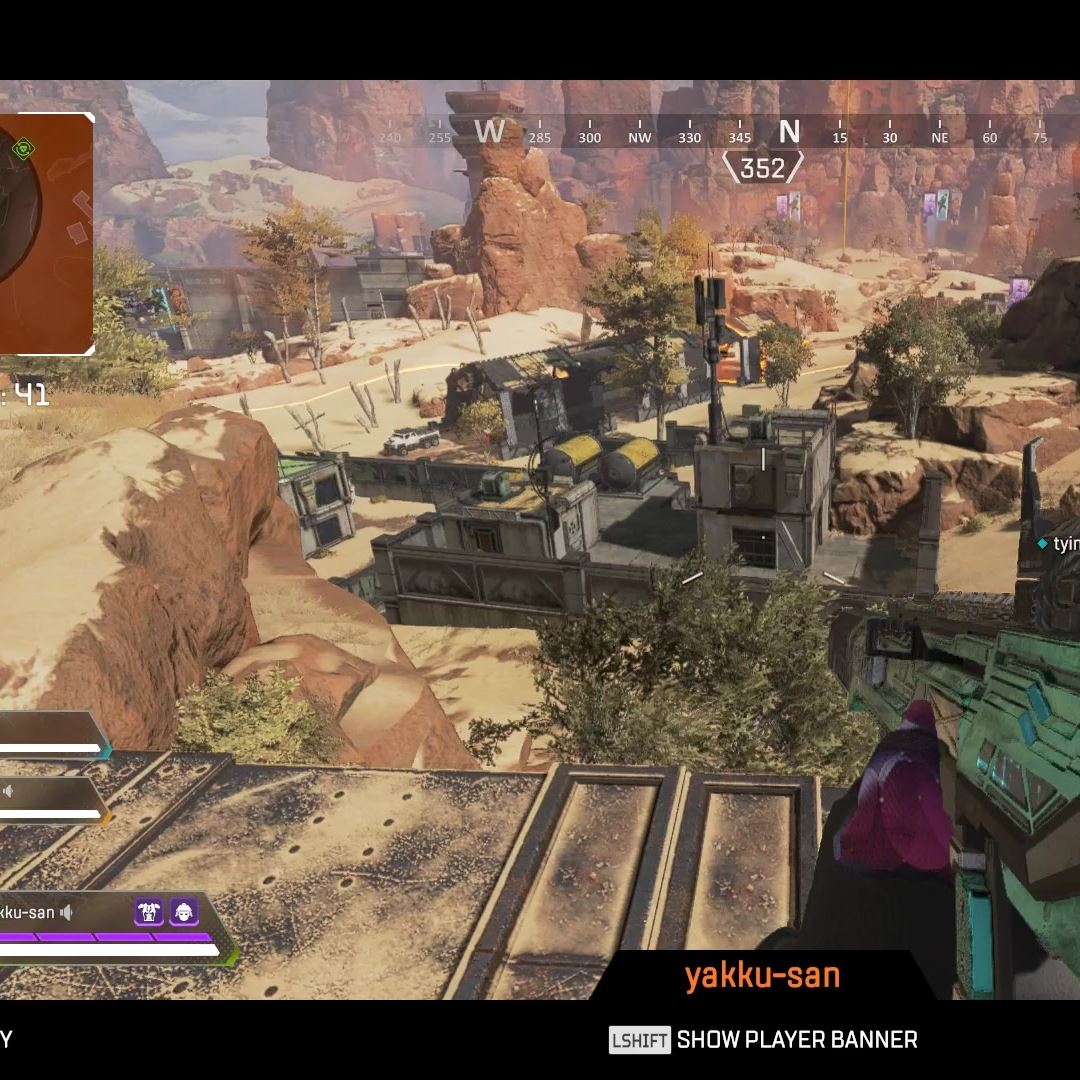 240 255 W 285 300 NW 330 345 N 15 30 NE 60 75
352
: 41
tyin
kku-san
yakku-san
Y
LSHIFT SHOW PLAYER BANNER